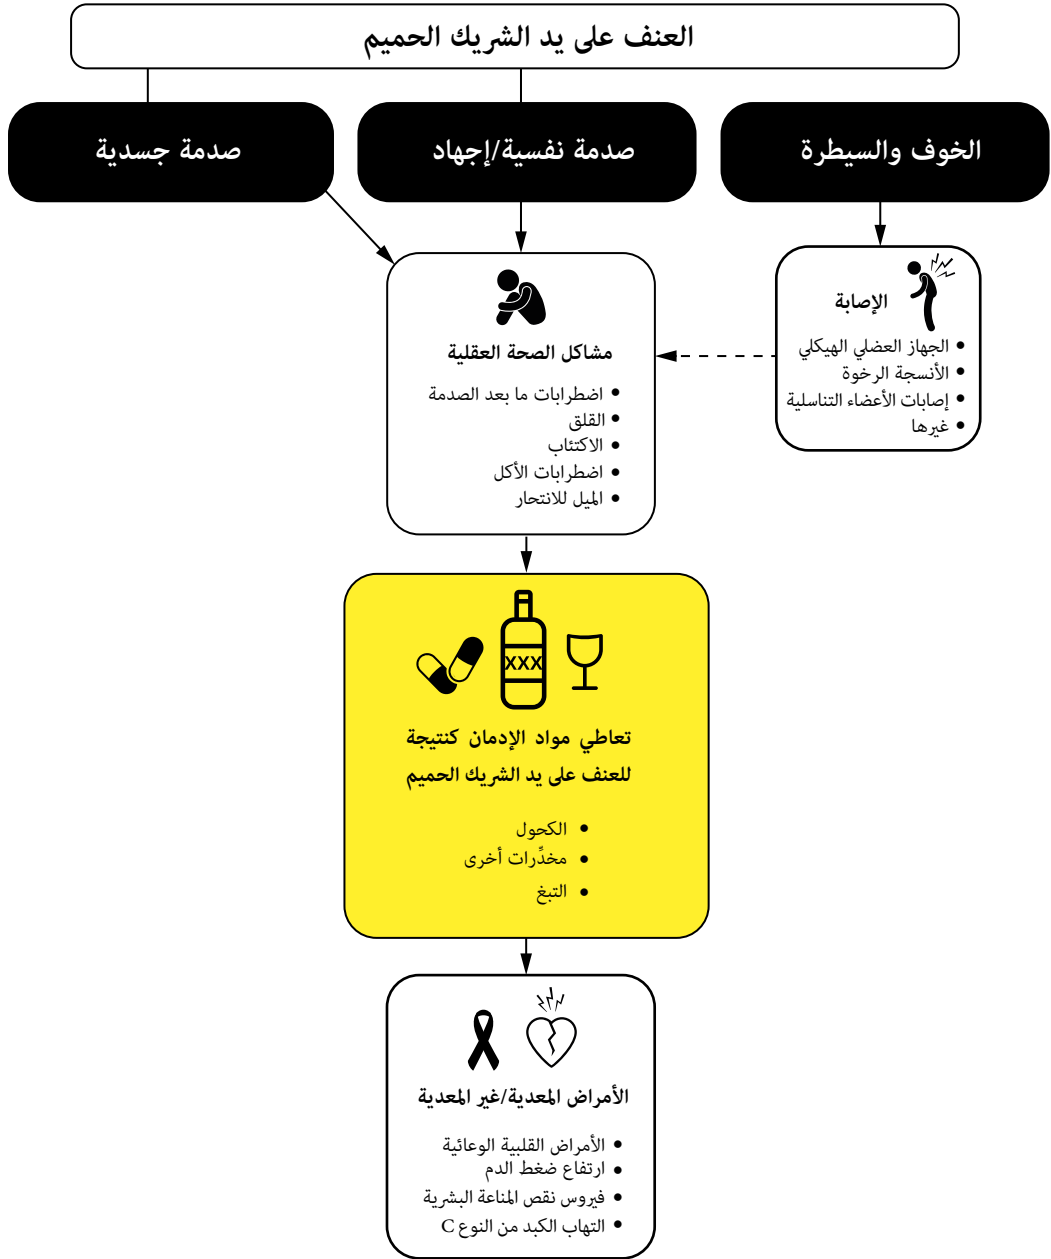 العنف على يد الشريك الحميم
الخوف والسيطرة
صدمة نفسية/إجهاد
صدمة جسدية
الإصابة
• الجهاز العضلي الهيكلي
• الأنسجة الرخوة
• إصابات الأعضاء التناسلية
• غيرها
مشاكل الصحة العقلية
• اضطرابات ما بعد الصدمة
• القلق
• الاكتئاب
• اضطرابات الأكل
• الميل للانتحار
XXX
تعاطي مواد الإدمان كنتيجة
للعنف على يد الشريك الحميم
• الكحول
• مخدِّرات أخرى
• التبغ
الأمراض المعدية/غير المعدية
• الأمراض القلبية الوعائية
• ارتفاع ضغط الدم
• فيروس نقص المناعة البشرية
• التهاب الكبد من النوع C